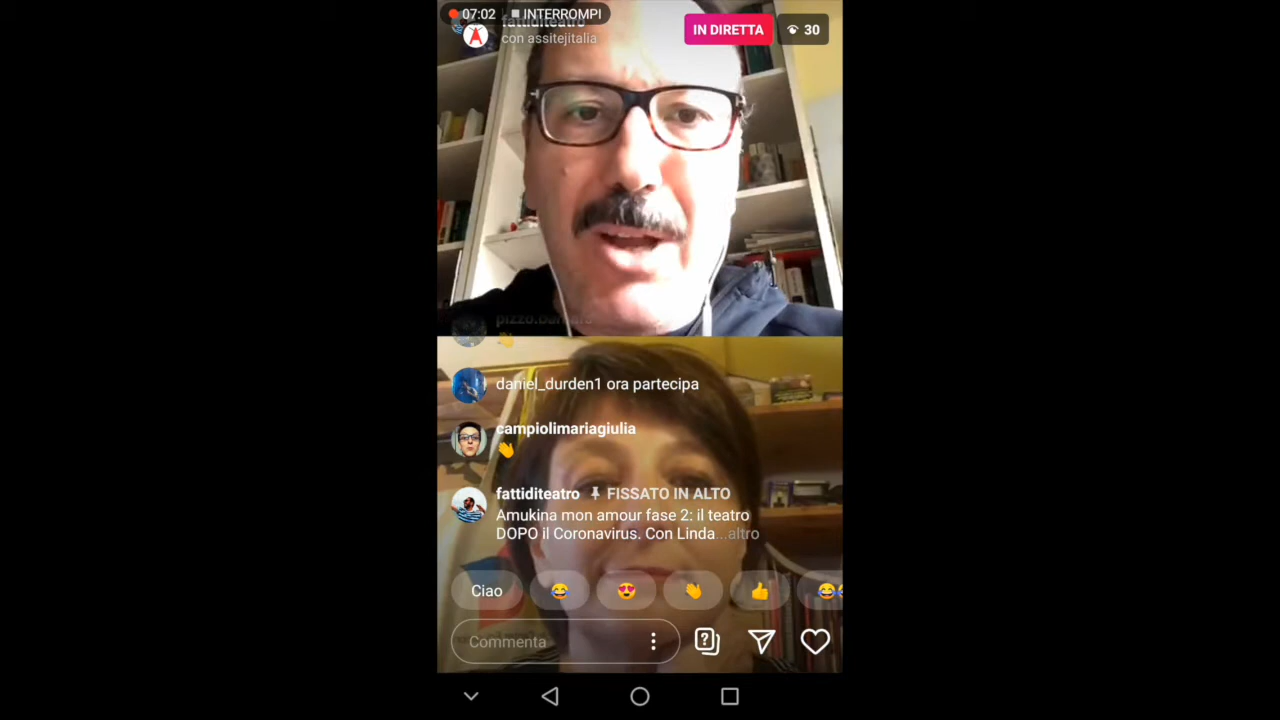 07:02 INTERROMPI
fattiditeatro
con assitejitalia
IN DIRETTA
30
daniel_durden1 ora partecipa
campiolimariagiulia
fattiditeatro FISSATO IN ALTO
Amukina mon amour fase 2: il teatro
DOPO il Coronavirus. Con Linda...altro
Ciao
Commenta